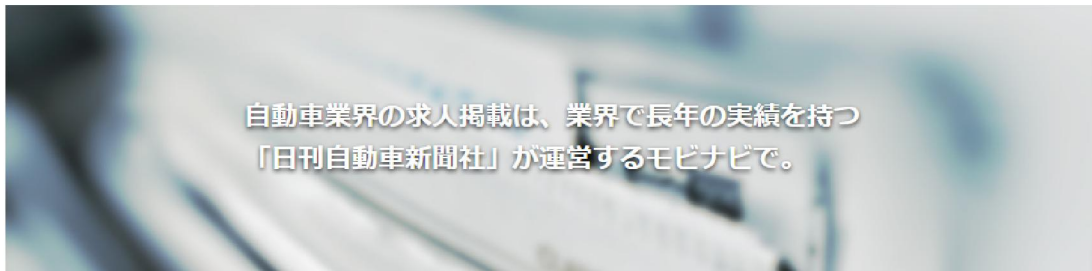 自動車業界の求人掲載は、業界で長年の実績を持つ
「日刊自動車新聞社」が運営するモビナビで。